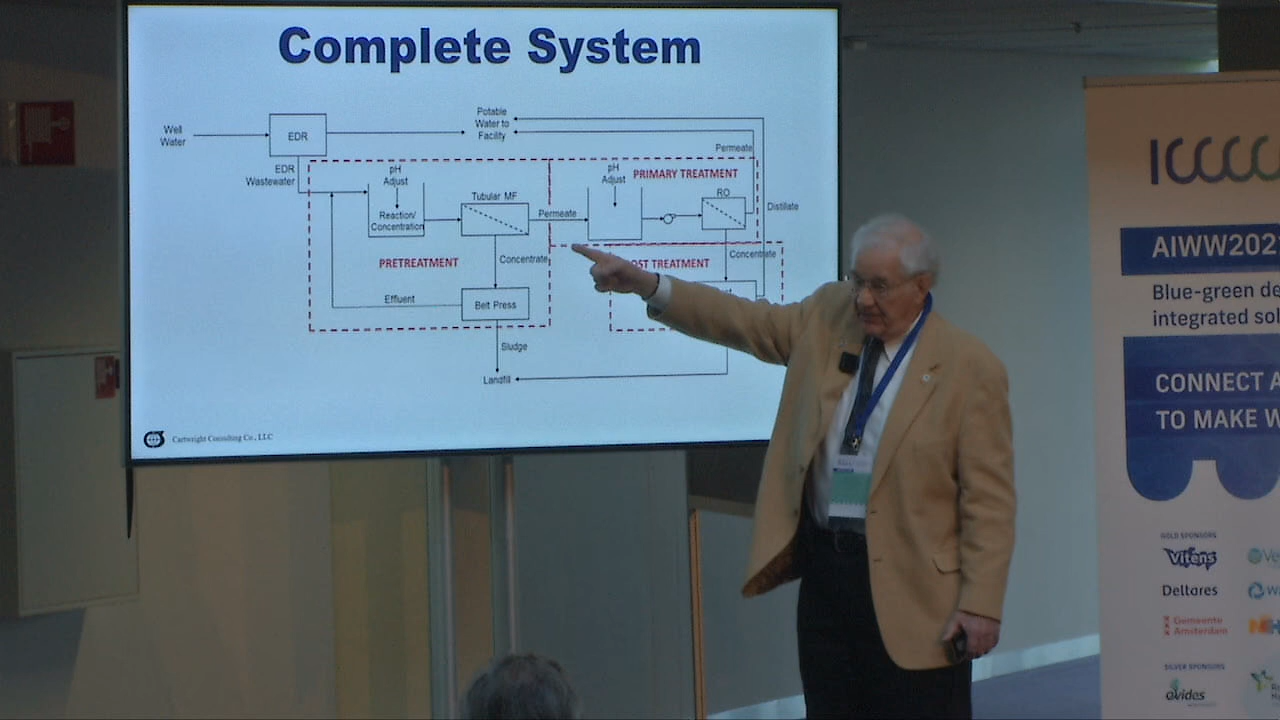 Complete System
Well
Water
EDR
Potable
Water to
Facility
EDR
Wastewater
pH
Adjust
Reaction/
Concentration
Tubular MF
Permeate
pH
Adjust
PRIMARY TREATMENT
RO
Permeate
Distillate
PRETREATMENT
Concentrate
OST TREATMENT
Concentrate
Effluent
Belt Press
Sludge
Landfill
Cartwright Consulting Co., LLC
AIWW202
Blue-green de
integrated sol
CONNECT A
TO MAKE W
GOLD SPONSORS
Vitens
Deltares
Gemeente
Amsterdam
SILVER SPONSORS
evides